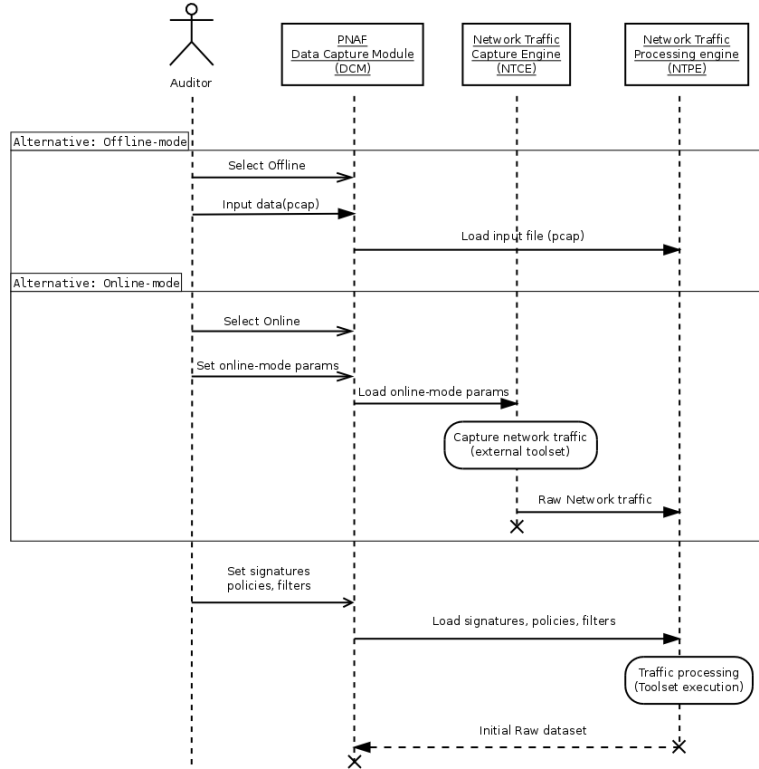 Auditor
PNAF
Data Capture Module
(DCM)
Network Traffic
Capture Engine
(NTCE)
Network Traffic
Processing engine
(NTPE)
Alternative: Offline-mode
Select Offline
Input data(pcap)
Load input file (pcap)
Alternative: Online-mode
Select Online
Set online-mode params
Load online-mode params
Capture network traffic
(external toolset)
Raw Network traffic
Set signatures
policies, filters
Load signatures, policies, filters
Traffic processing
(Toolset execution)
Initial Raw dataset